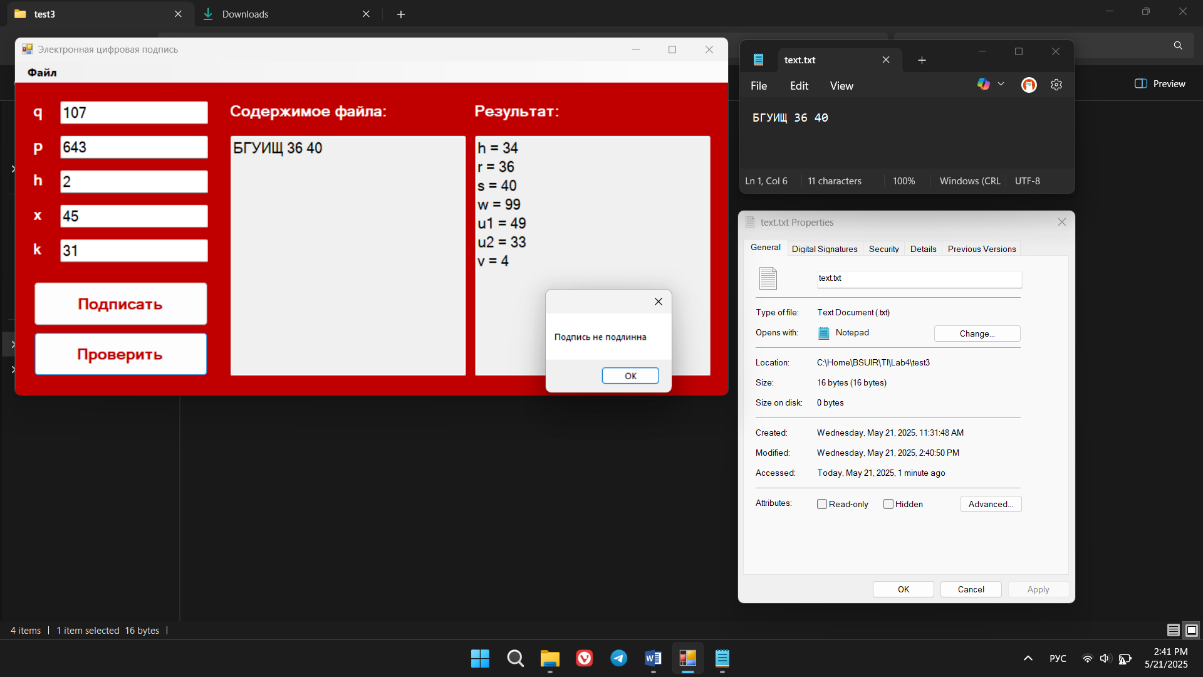 test3
Downloads
Электронная цифровая подпись
Файл
q 107
p 643
h 2
x 45
k 31
Подписать
Проверить
Содержимое файла:
БГУИЩ 36 40
Результат:
h = 34
r = 36
s = 40
w = 99
u1 = 49
u2 = 33
v = 4
Подпись не подлинна
OK
text.txt
File Edit View
БГУИЩ 36 40
Ln 1, Col 6 11 characters 100% Windows (CRL UTF-8
Preview
text.txt Properties
General Digital Signatures Security Details Previous Versions
text.txt
Type of file: Text Document (.txt)
Opens with: Notepad Change...
Location: C:\Home\BSUIR\TI\Lab4\test3
Size: 16 bytes (16 bytes)
Size on disk: 0 bytes
Created: Wednesday, May 21, 2025, 11:31:48 AM
Modified: Wednesday, May 21, 2025, 2:40:50 PM
Accessed: Today, May 21, 2025, 1 minute ago
Attributes: Read-only Hidden Advanced...
OK Cancel Apply
4 items 1 item selected 16 bytes
РУС
2:41 PM
5/21/2025